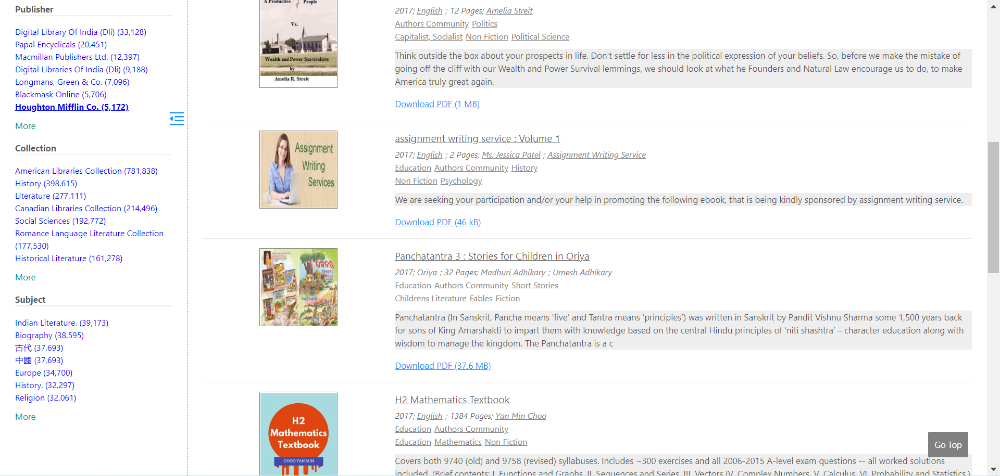 Publisher
Digital Library Of India (Dli) (33,128)
Papal Encyclicals (20,451)
Macmillan Publishers Ltd. (12,397)
Digital Libraries Of India (Dli) (9,188)
Longmans, Green & Co. (7,096)
Blackmask Online (5,706)
Houghton Mifflin Co. (5,172)
More
Collection
American Libraries Collection (781,838)
History (398,615)
Literature (277,111)
Canadian Libraries Collection (214,496)
Social Sciences (192,772)
Romance Language Literature Collection
(177,530)
Historical Literature (161,278)
More
Subject
Indian Literature. (39,173)
Biography (38,595)
古代 (37,693)
中國 (37,693)
Europe (34,700)
History. (32,297)
Religion (32,061)
More
A Productive People
Vs.
Wealth and Power Survivalists
by
Amelia R. Streit
2017; English ; 12 Pages; Amelia Streit
Authors Community Politics
Capitalist, Socialist Non Fiction Political Science
Think outside the box about your prospects in life. Don't settle for less in the political expression of your beliefs. So, before we make the mistake of
going off the cliff with our Wealth and Power Survival lemmings, we should look at what he Founders and Natural Law encourage us to do, to make
America truly great again.
Download PDF (1 MB)
Assignment
Writing
Services
assignment writing service : Volume 1
2017; English ; 2 Pages; Ms. Jessica Patel ; Assignment Writing Service
Education Authors Community History
Non Fiction Psychology
We are seeking your participation and/or your help in promoting the following ebook, that is being kindly sponsored by assignment writing service.
Download PDF (46 kB)
Panchatantra 3 : Stories for Children in Oriya
2017; Oriya ; 32 Pages; Madhuri Adhikary ; Umesh Adhikary
Education Authors Community Short Stories
Childrens Literature Fables Fiction
Panchatantra (In Sanskrit, Pancha means ‘five’ and Tantra means ‘principles’) was written in Sanskrit by Pandit Vishnu Sharma some 1,500 years back
for sons of King Amarshakti to impart them with knowledge based on the central Hindu principles of ‘niti shashtra’ – character education along with
wisdom to manage the kingdom. The Panchatantra is a c
Download PDF (37.6 MB)
H2
Mathematics
Textbook
CHOO YAN MIN
H2 Mathematics Textbook
2017; English ; 1384 Pages; Yan Min Choo
Education Authors Community
Education Mathematics Non Fiction
Covers both 9740 (old) and 9758 (revised) syllabuses. Includes ~300 exercises and all 2006-2015 A-level exam questions -- all worked solutions
included. (Brief contents: I. Functions and Graphs, II. Sequences and Series, III. Vectors IV. Complex Numbers, V. Calculus, VI. Probability and Statistics.)
Go Top